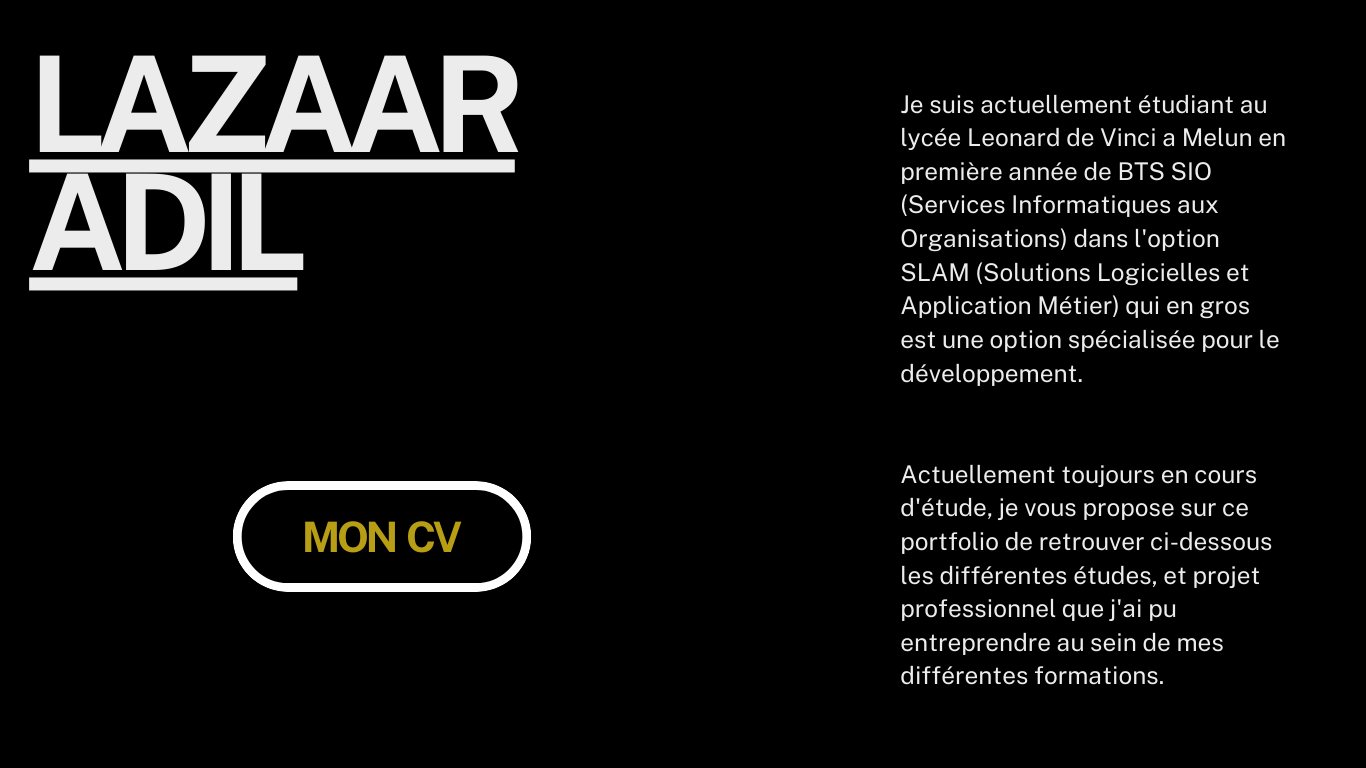 LAZAAR
ADIL
MON CV
Je suis actuellement étudiant au
lycée Leonard de Vinci a Melun en
première année de BTS SIO
(Services Informatiques aux
Organisations) dans l'option
SLAM (Solutions Logicielles et
Application Métier) qui en gros
est une option spécialisée pour le
développement.
Actuellement toujours en cours
d'étude, je vous propose sur ce
portfolio de retrouver ci-dessous
les différentes études, et projet
professionnel que j'ai pu
entreprendre au sein de mes
différentes formations.